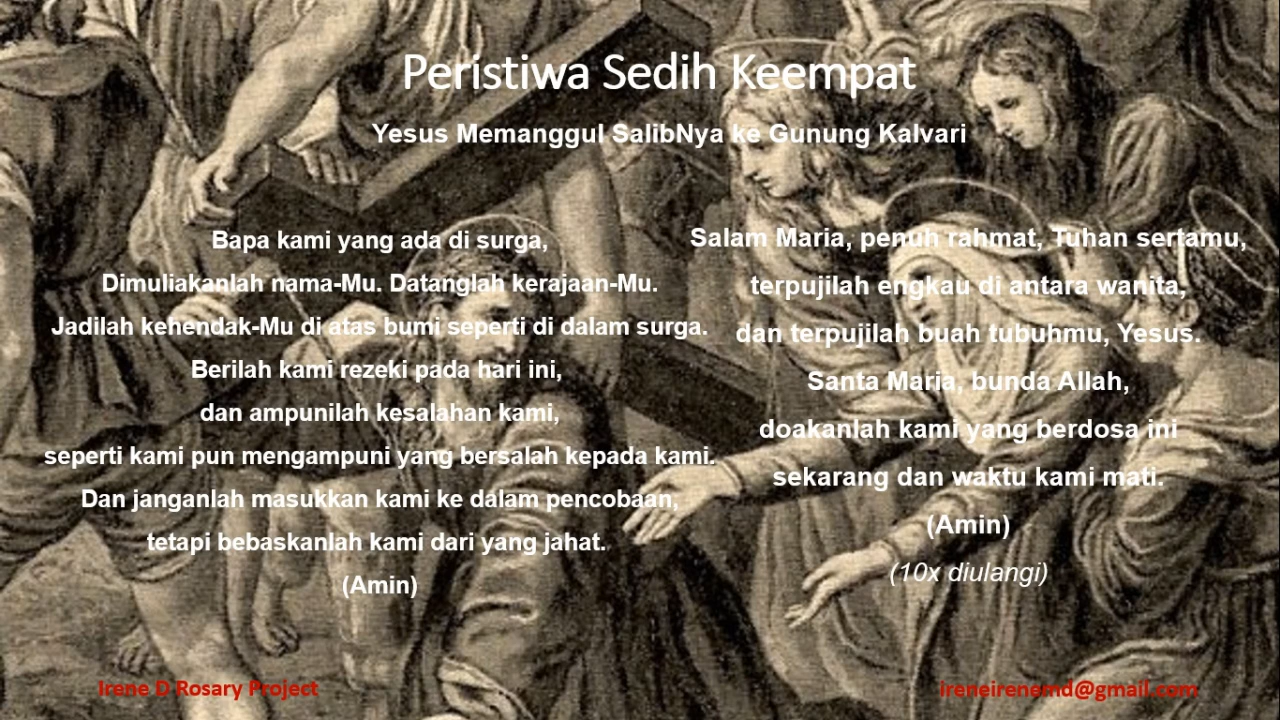 Peristiwa Sedih Keempat
Yesus Memanggul SalibNya ke Gunung Kalvari
Bapa kami yang ada di surga,
Dimuliakanlah nama-Mu. Datanglah kerajaan-Mu.
Jadilah kehendak-Mu di atas bumi seperti di dalam surga.
Berilah kami rezeki pada hari ini,
dan ampunilah kesalahan kami,
seperti kami pun mengampuni yang bersalah kepada kami.
Dan janganlah masukkan kami ke dalam pencobaan,
tetapi bebaskanlah kami dari yang jahat.
(Amin)
Salam Maria, penuh rahmat, Tuhan sertamu,
terpujilah engkau di antara wanita,
dan terpujilah buah tubuhmu, Yesus.
Santa Maria, bunda Allah,
doakanlah kami yang berdosa ini
sekarang dan waktu kami mati.
(Amin)
(10x diulangi)
Irene D Rosary Project
ireneirenemd@gmail.com